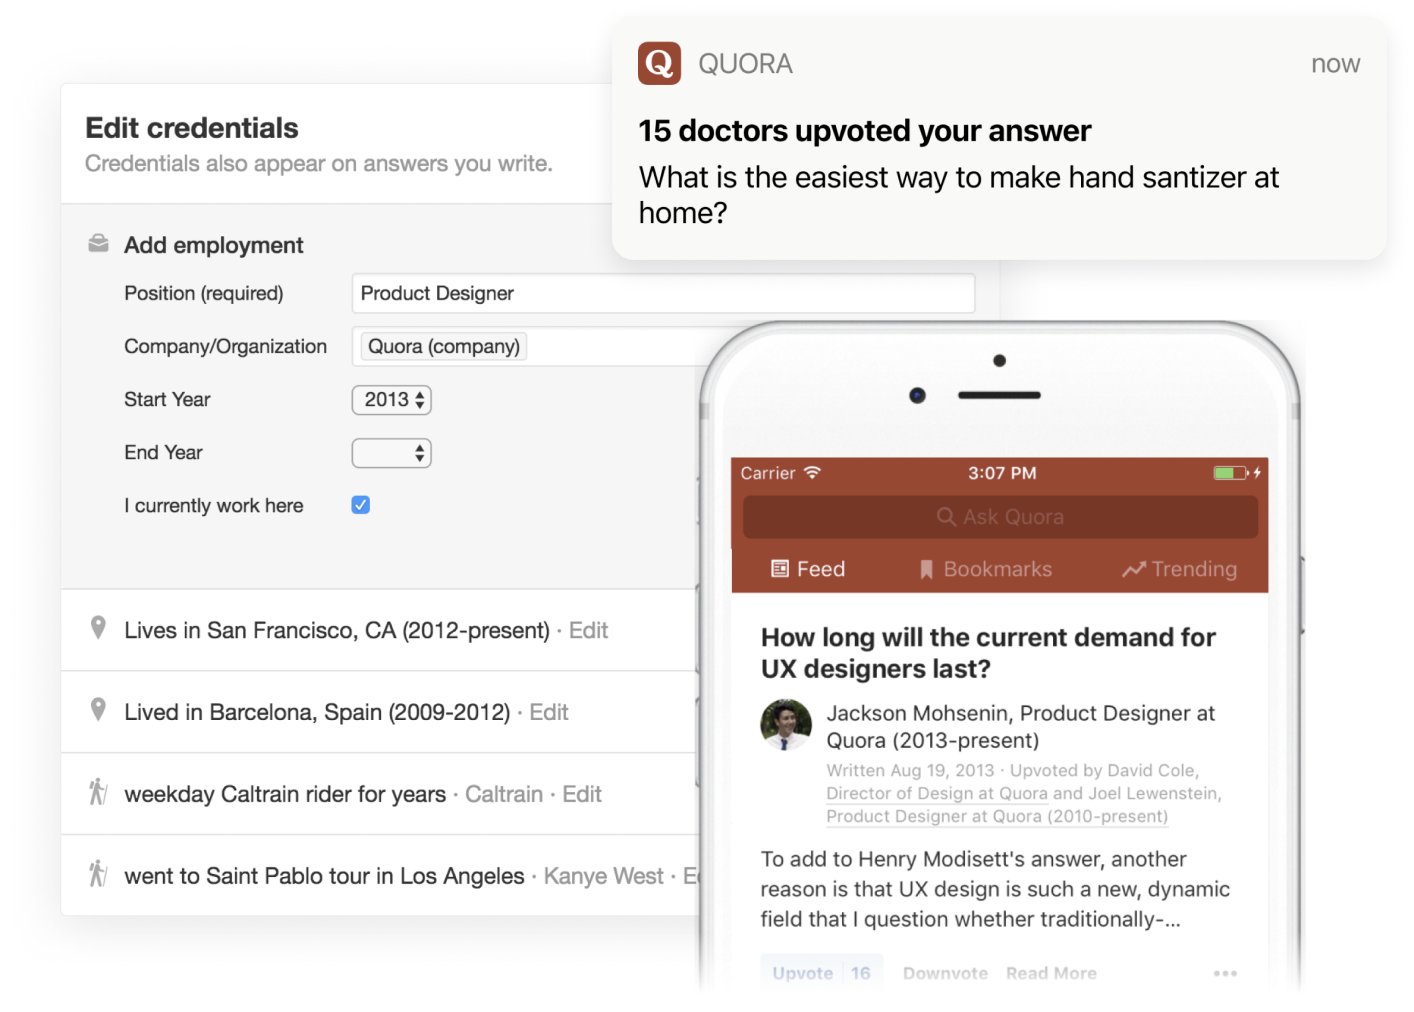 Q QUORA now
15 doctors upvoted your answer
What is the easiest way to make hand santizer at
home?
Edit credentials
Credentials also appear on answers you write.
Add employment
Position (required) Product Designer
Company/Organization Quora (company)
Start Year 2013
End Year
I currently work here
Lives in San Francisco, CA (2012-present) · Edit
Lived in Barcelona, Spain (2009-2012) · Edit
weekday Caltrain rider for years · Caltrain · Edit
went to Saint Pablo tour in Los Angeles · Kanye West ·
Carrier 3:07 PM
Ask Quora
Feed Bookmarks Trending
How long will the current demand for
UX designers last?
Jackson Mohsenin, Product Designer at
Quora (2013-present)
Written Aug 19, 2013 · Upvoted by David Cole,
Director of Design at Quora and Joel Lewenstein,
Product Designer at Quora (2010-present)
To add to Henry Modisett's answer, another
reason is that UX design is such a new, dynamic
field that I question whether traditionally-...
Upvote 16 Downvote Read More •••